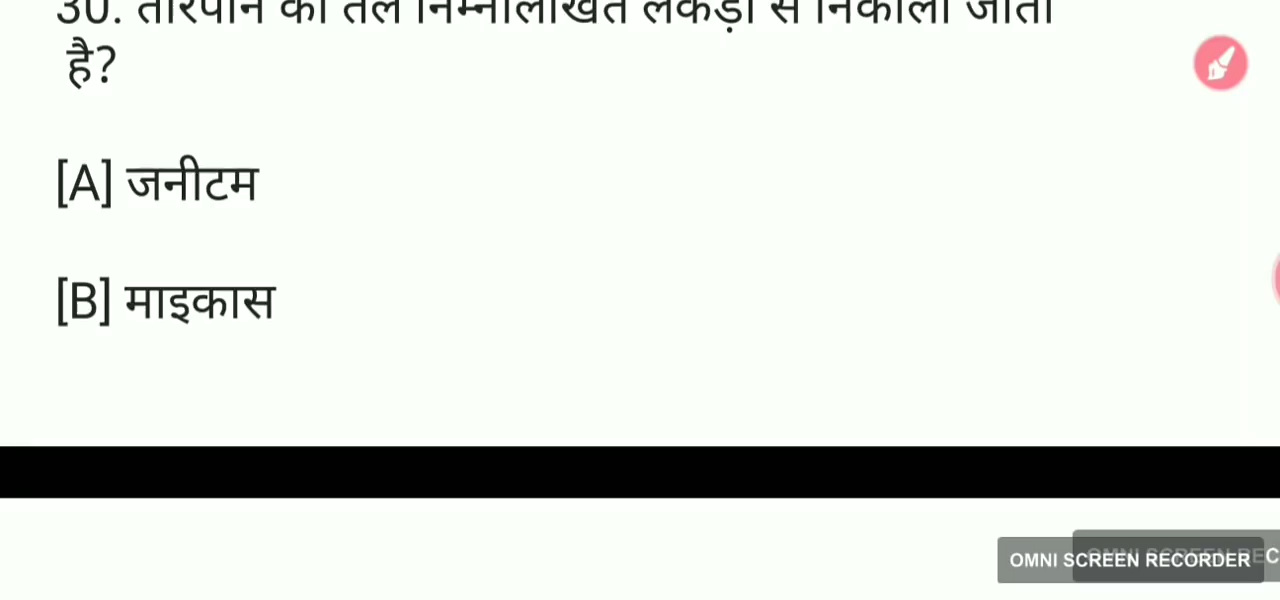 30. तारपीन का तेल निम्नलिखित लकड़ी से निकाला जाता
है?
[A] जनीटम
[B] माइकास
OMNI SCREEN RECORDER